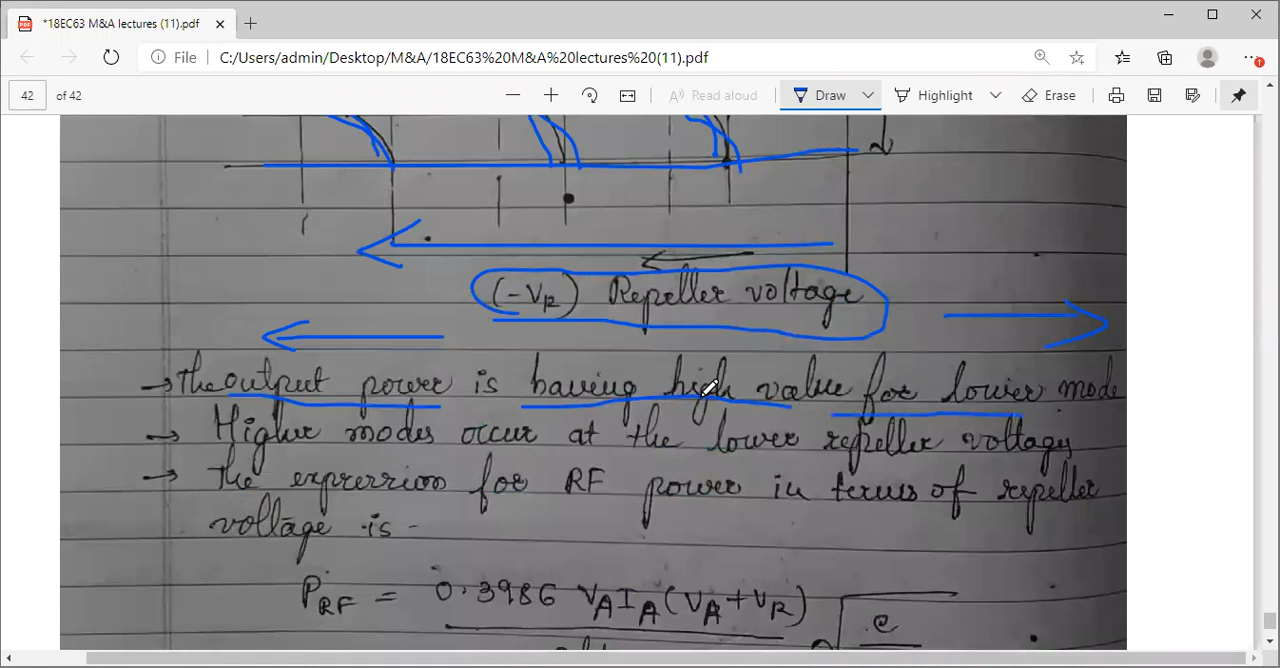 *18EC63 M&A lectures (11).pdf
File C:/Users/admin/Desktop/M&A/18EC63%20M&A%20lectures%20(11).pdf
42 of 42 Read aloud Draw Highlight Erase
(-VR) Repeller voltage
→ The output power is having high value for lower mode
→ Higher modes occur at the lower repeller voltages
→ The expression for RF power in terms of repeller
voltage is -
PRF = 0.3986 VAIA(VA+VR) √e